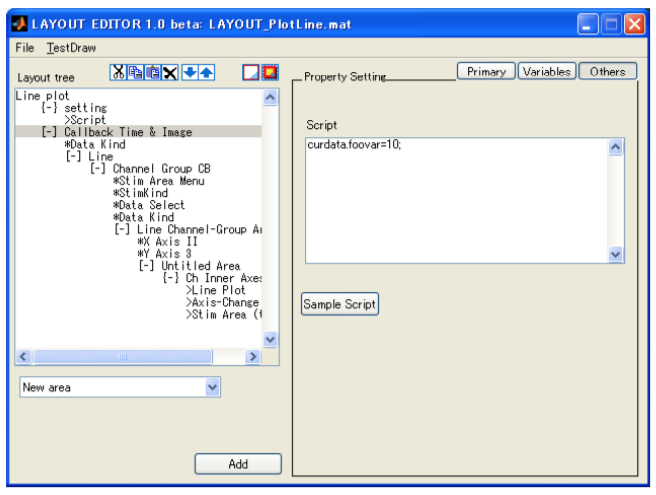 LAYOUT EDITOR 1.0 beta: LAYOUT_PlotLine.mat
File TestDraw
Layout tree
Property Setting
Primary Variables Others
Line plot
{-} setting
>Script
[-] Callback Time & Image
*Data Kind
[-] Line
[-] Channel Group CB
*Stim Area Menu
*StimKind
*Data Select
*Data Kind
[-] Line Channel-Group A
*X Axis II
*Y Axis 3
[-] Untitled Area
{-} Ch Inner Axes
>Line Plot
>Axis-Change
>Stim Area (
Script
curdata.foovar=10;
Sample Script
New area
Add